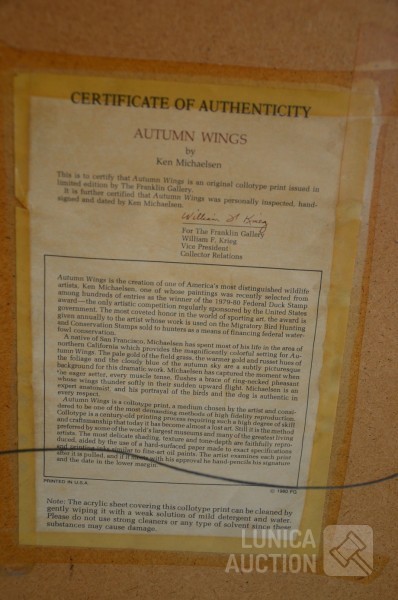 CERTIFICATE OF AUTHENTICITY
AUTUMN WINGS
by
Ken Michaelsen
This is to certify that Autumn Wings is an original collotype print issued in
limited edition by The Franklin Gallery.
It is further certified that Autumn Wings was personally inspected, hand-
signed and dated by Ken Michaelsen.
William F. Krieg
For The Franklin Gallery
William F. Krieg
Vice President
Collector Relations
Autumn Wings is the creation of one of America's most distinguished wildlife
artists, Ken Michaelsen, one of whose paintings was recently selected from
among hundreds of entries as the winner of the 1979-80 Federal Duck Stamp
award—the only artistic competition regularly sponsored by the United States
government. The most coveted honor in the world of sporting art, the award is
given annually to the artist whose work is used on the Migratory Bird Hunting
and Conservation Stamps sold to hunters as a means of financing federal water-
fowl conservation.
A native of San Francisco, Michaelsen has spent most of his life in the area of
northern California which provides the magnificently colorful setting for Au-
tumn Wings. The pale gold of the field grass, the warmer gold and russet hues of
the foliage and the cloudy blue of the autumn sky are a subtly picturesque
background for this dramatic work. Michaelsen has captured the moment when
the eager setter, every muscle tense, flushes a brace of ring-necked pheasant
whose wings thunder softly in their sudden upward flight. Michaelsen is an
expert animalist, and his portrayal of the birds and the dog is authentic in
every respect.
Autumn Wings is a collotype print, a medium chosen by the artist and consi-
dered to be one of the most demanding methods of high fidelity reproduction.
Collotype is a century-old printing process requiring such a high degree of skill
and craftsmanship that today it has become almost a lost art. Still it is the method
preferred by some of the world's largest museums and many of the greatest living
artists. The most delicate shading, texture and tone-depth are faithfully repro-
duced, aided by the use of a hard-surfaced paper made to exact specifications
and printing inks similar to fine-art oil paints. The artist examines each print
after it is pulled, and if it meets with his approval he hand-pencils his signature
and the date in the lower margin.
PRINTED IN U.S.A.
© 1980 FG
Note: The acrylic sheet covering this collotype print can be cleaned by
gently wiping it with a weak solution of mild detergent and water.
Please do not use strong cleaners or any type of solvent since these
substances may cause damage.
LUNICA
AUCTION